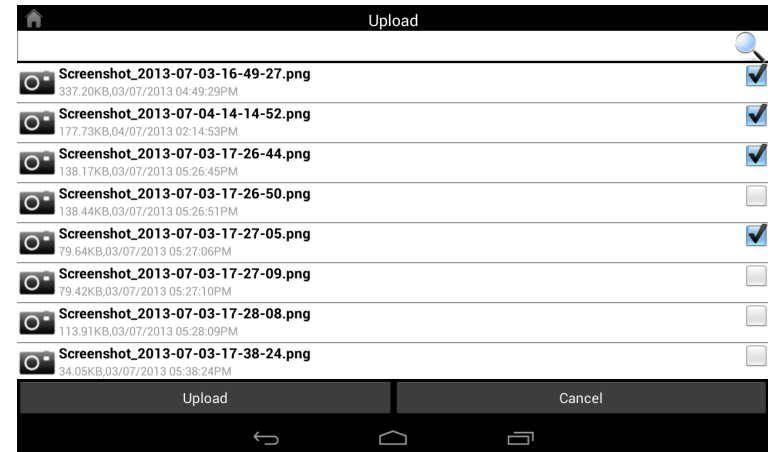 Upload
Screenshot_2013-07-03-16-49-27.png
337.20KB,03/07/2013 04:49:29PM
Screenshot_2013-07-04-14-14-52.png
177.73KB,04/07/2013 02:14:53PM
Screenshot_2013-07-03-17-26-44.png
138.17KB,03/07/2013 05:26:45PM
Screenshot_2013-07-03-17-26-50.png
138.44KB,03/07/2013 05:26:51PM
Screenshot_2013-07-03-17-27-05.png
79.64KB,03/07/2013 05:27:06PM
Screenshot_2013-07-03-17-27-09.png
79.42KB,03/07/2013 05:27:10PM
Screenshot_2013-07-03-17-28-08.png
113.91KB,03/07/2013 05:28:09PM
Screenshot_2013-07-03-17-38-24.png
34.05KB,03/07/2013 05:38:24PM
Upload Cancel